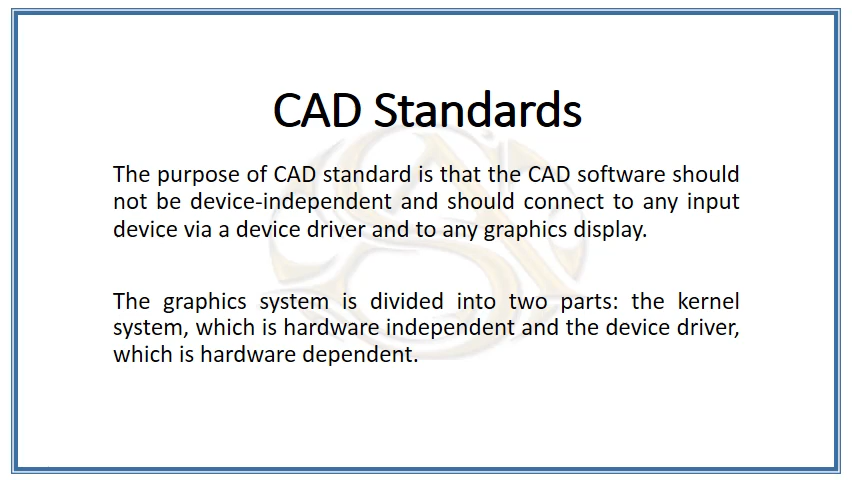 CAD Standards
The purpose of CAD standard is that the CAD software should
not be device-independent and should connect to any input
device via a device driver and to any graphics display.
The graphics system is divided into two parts: the kernel
system, which is hardware independent and the device driver,
which is hardware dependent.